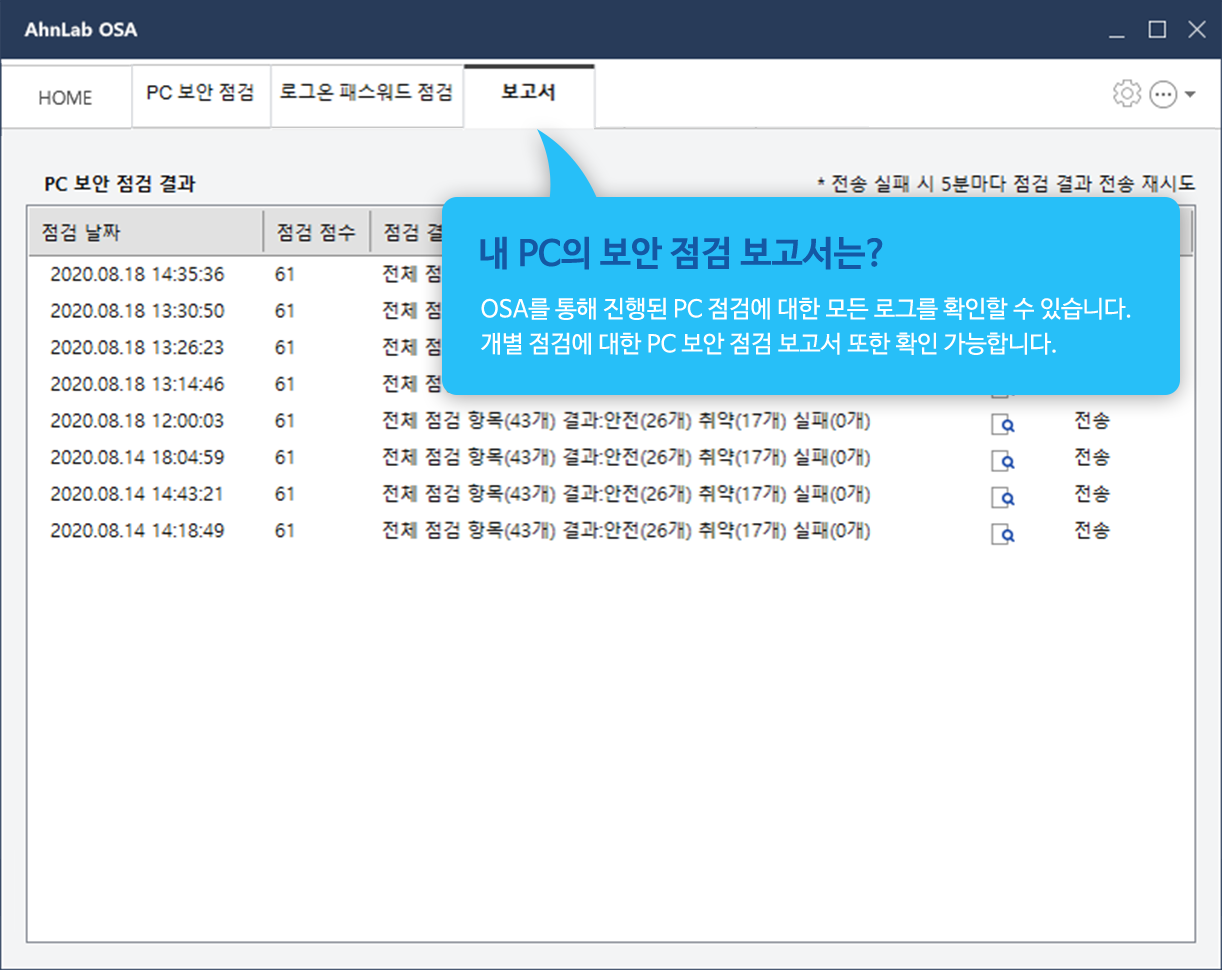 AhnLab OSA
HOME
PC 보안 점검
로그온 패스워드 점검
보고서
PC 보안 점검 결과
* 전송 실패 시 5분마다 점검 결과 전송 재시도
점검 날짜 점검 점수 점검
내 PC의 보안 점검 보고서는?
OSA를 통해 진행된 PC 점검에 대한 모든 로그를 확인할 수 있습니다.
개별 점검에 대한 PC 보안 점검 보고서 또한 확인 가능합니다.
2020.08.18 14:35:36 61 전체
2020.08.18 13:30:50 61 전체
2020.08.18 13:26:23 61 전체
2020.08.18 13:14:46 61 전체
2020.08.18 12:00:03 61 전체 점검 항목(43개) 결과:안전(26개) 취약(17개) 실패(0개) 전송
2020.08.14 18:04:59 61 전체 점검 항목(43개) 결과:안전(26개) 취약(17개) 실패(0개) 전송
2020.08.14 14:43:21 61 전체 점검 항목(43개) 결과:안전(26개) 취약(17개) 실패(0개) 전송
2020.08.14 14:18:49 61 전체 점검 항목(43개) 결과:안전(26개) 취약(17개) 실패(0개) 전송